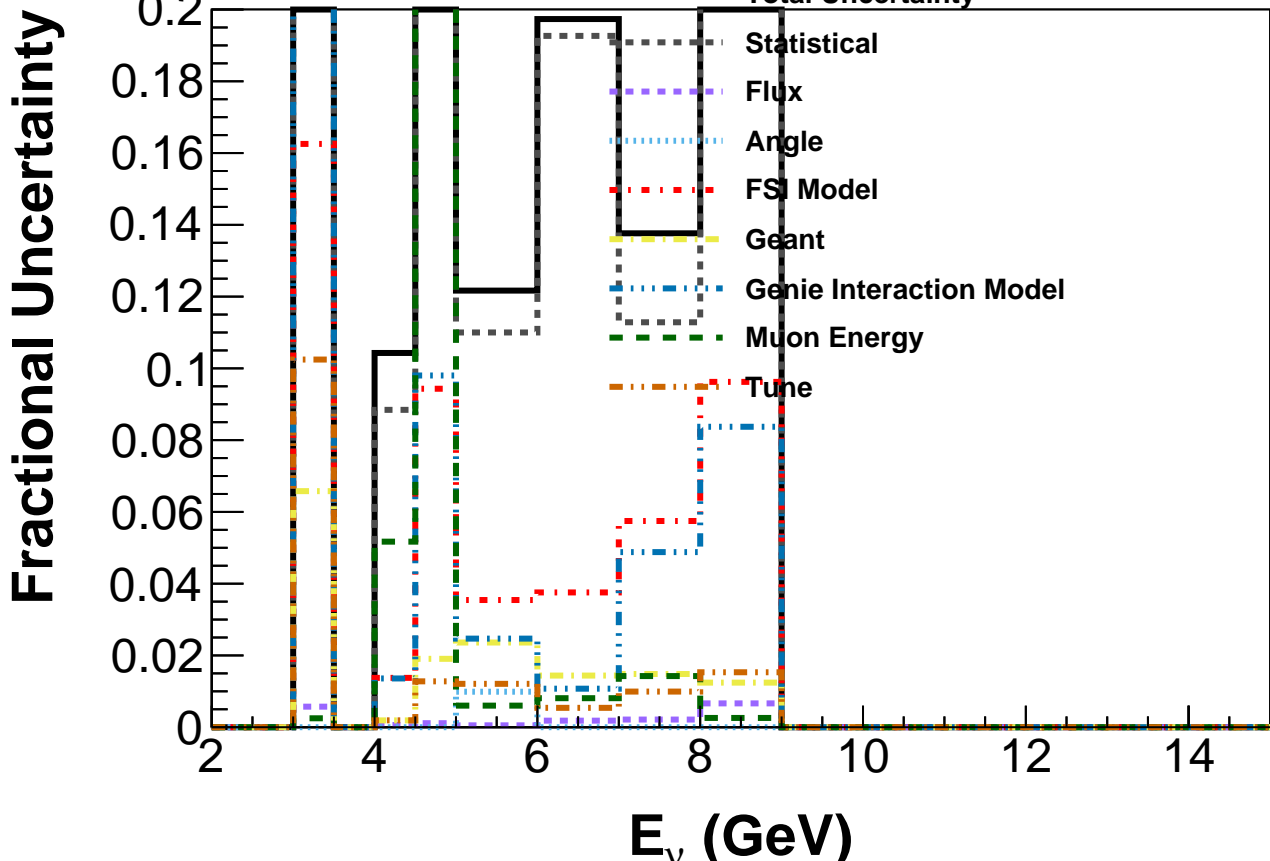 Total Uncertainty
Statistical
Flux
Angle
FSI Model
Geant
Genie Interaction Model
Muon Energy
Tune
Fractional Uncertainty
0.2
0.18
0.16
0.14
0.12
0.1
0.08
0.06
0.04
0.02
0
2 4 6 8 10 12 14
Eν (GeV)